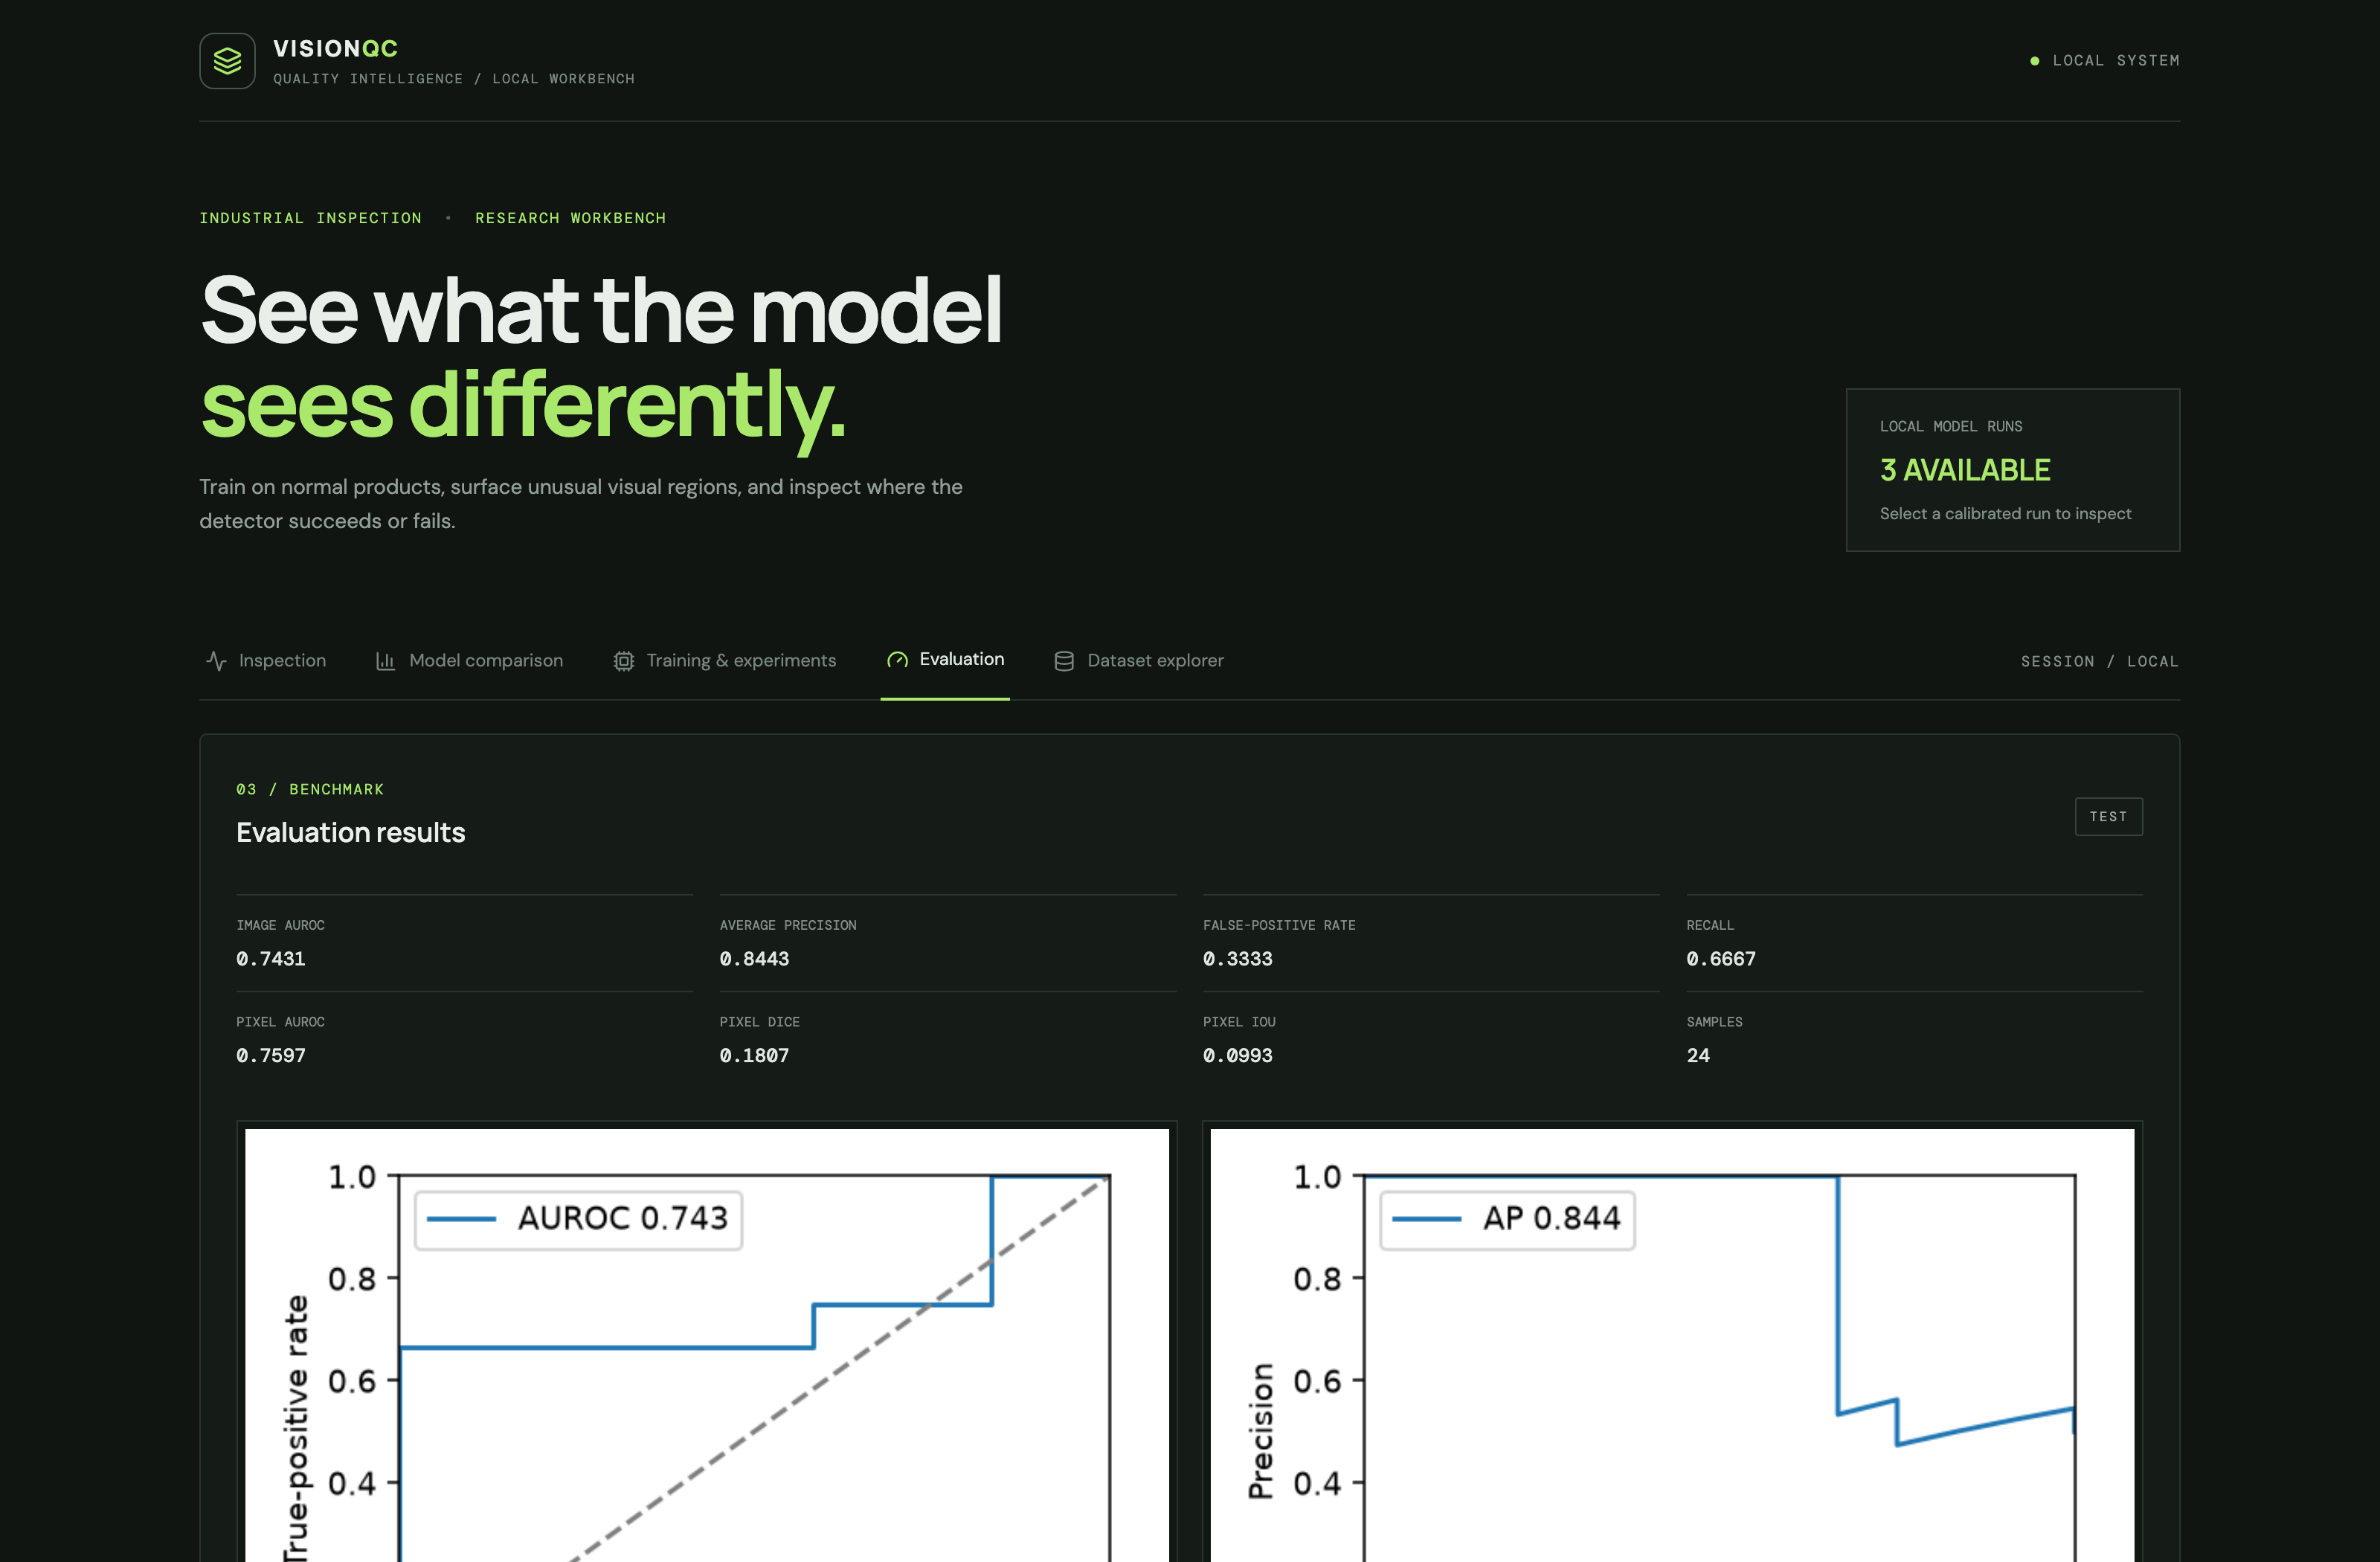 VISIONQC
QUALITY INTELLIGENCE / LOCAL WORKBENCH
LOCAL SYSTEM
INDUSTRIAL INSPECTION • RESEARCH WORKBENCH
See what the model
sees differently.
Train on normal products, surface unusual visual regions, and inspect where the
detector succeeds or fails.
LOCAL MODEL RUNS
3 AVAILABLE
Select a calibrated run to inspect
Inspection
Model comparison
Training & experiments
Evaluation
Dataset explorer
SESSION / LOCAL
03 / BENCHMARK
Evaluation results
TEST
IMAGE AUROC
0.7431
AVERAGE PRECISION
0.8443
FALSE-POSITIVE RATE
0.3333
RECALL
0.6667
PIXEL AUROC
0.7597
PIXEL DICE
0.1807
PIXEL IOU
0.0993
SAMPLES
24
AUROC 0.743
True-positive rate
1.0
0.8
0.6
0.4
AP 0.844
Precision
1.0
0.8
0.6
0.4